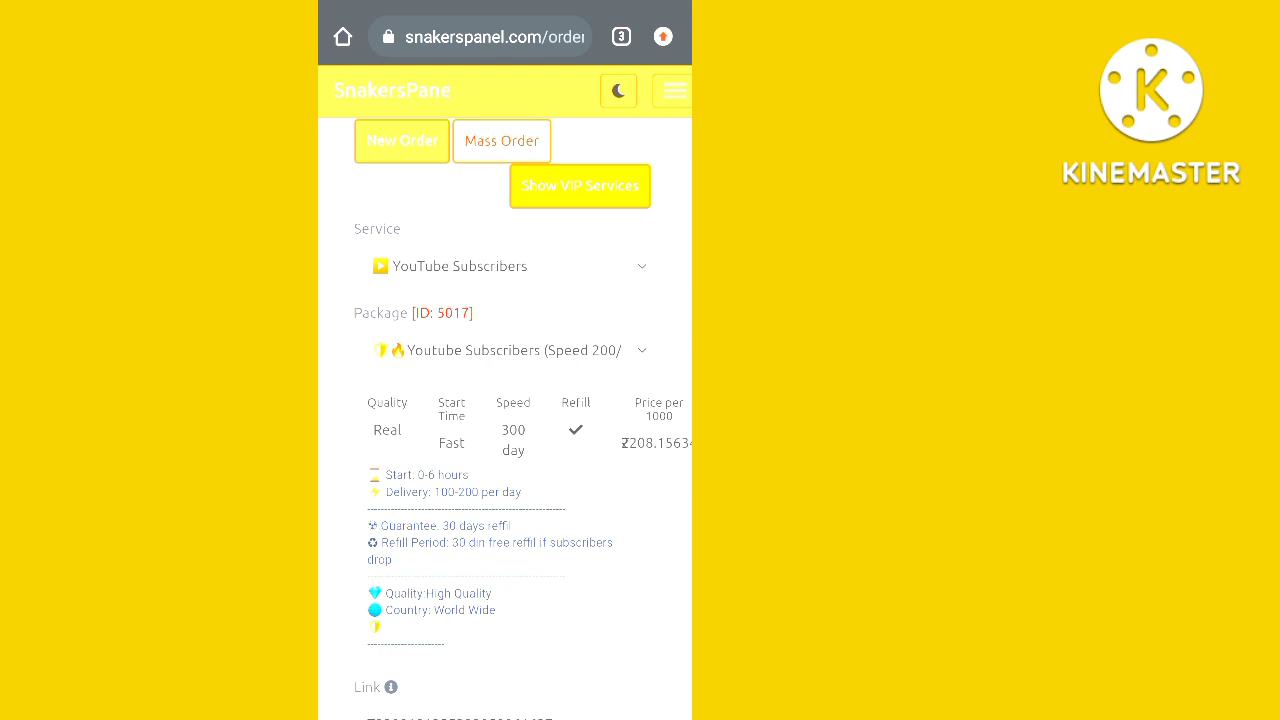 snakerspanel.com/order
3
SnakersPane
New Order
Mass Order
Show VIP Services
Service
YouTube Subscribers
Package [ID: 5017]
Youtube Subscribers (Speed 200/
Quality
Start Time
Speed
Refill
Price per 1000
Real
Fast
300 day
2208.15634
Start: 0-6 hours
Delivery: 100-200 per day
Guarantee: 30 days reffil
Refill Period: 30 din free reffil if subscribers
drop
Quality:High Quality
Country: World Wide
Link
K
KINEMASTER